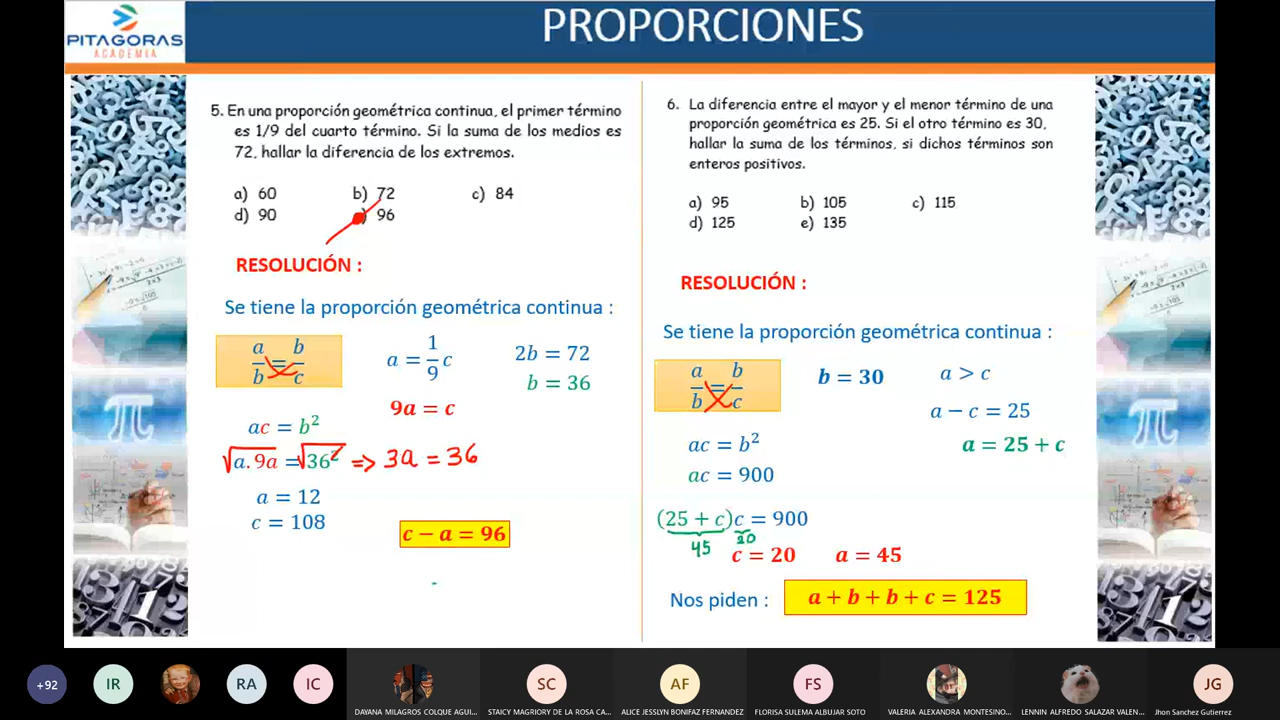 PITAGORAS
ACADEMIA
PROPORCIONES
5. En una proporción geométrica continua, el primer término
es 1/9 del cuarto término. Si la suma de los medios es
72, hallar la diferencia de los extremos.
a) 60 b) 72 c) 84
d) 90 ) 96
RESOLUCIÓN :
Se tiene la proporción geométrica continua :
a/b = b/c
a = 1/9 c
2b = 72
b = 36
9a = c
ac = b²
√a.9a = √36² => 3a = 36
a = 12
c = 108
c − a = 96
6. La diferencia entre el mayor y el menor término de una
proporción geométrica es 25. Si el otro término es 30,
hallar la suma de los términos, si dichos términos son
enteros positivos.
a) 95 b) 105 c) 115
d) 125 e) 135
RESOLUCIÓN :
Se tiene la proporción geométrica continua :
a/b = b/c
b = 30
a > c
a − c = 25
a = 25 + c
ac = b²
ac = 900
(25 + c)c = 900
45 20
c = 20 a = 45
Nos piden : a + b + b + c = 125
+92 IR RA IC SC AF FS JG
DAYANA MILAGROS COLQUE AGUI...
STAICY MAGRIORY DE LA ROSA CA...
ALICE JESSLYN BONIFAZ FERNANDEZ
FLORISA SULEMA ALBUJAR SOTO
VALERIA ALEXANDRA MONTESINO...
LENNIN ALFREDO SALAZAR VALEN...
Jhon Sanchez Gutierrez